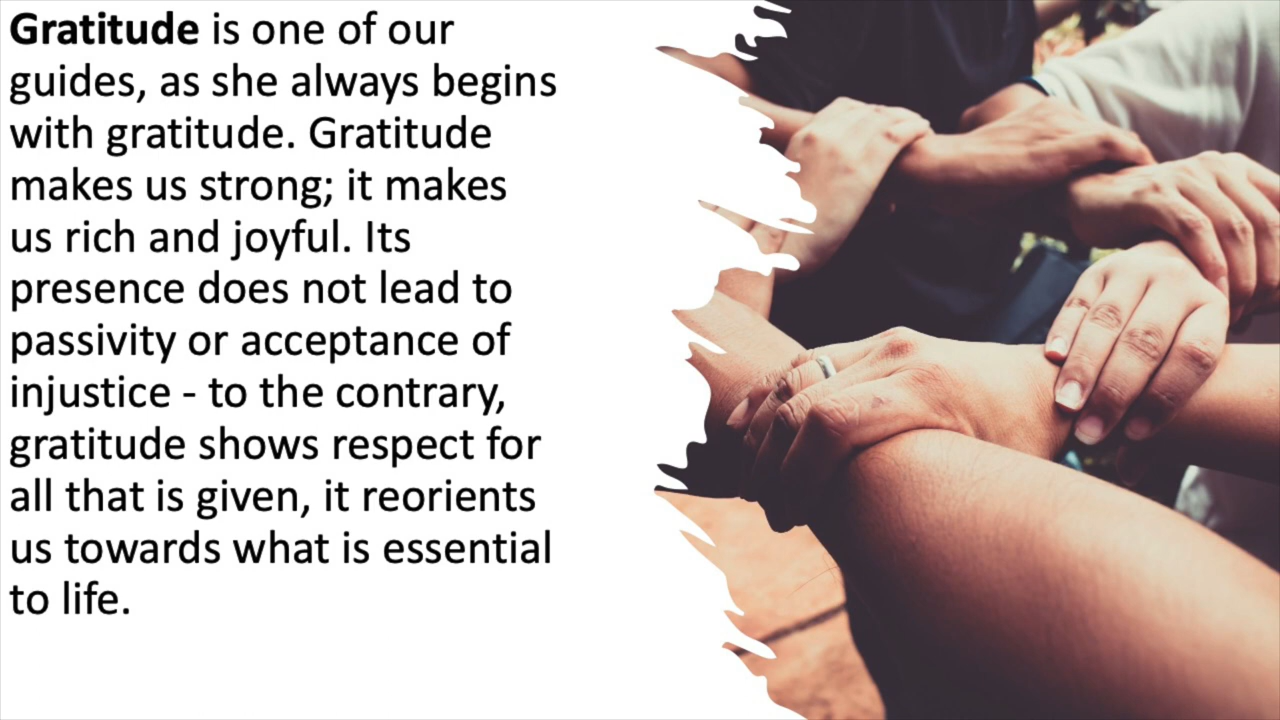 Gratitude is one of our
guides, as she always begins
with gratitude. Gratitude
makes us strong; it makes
us rich and joyful. Its
presence does not lead to
passivity or acceptance of
injustice - to the contrary,
gratitude shows respect for
all that is given, it reorients
us towards what is essential
to life.